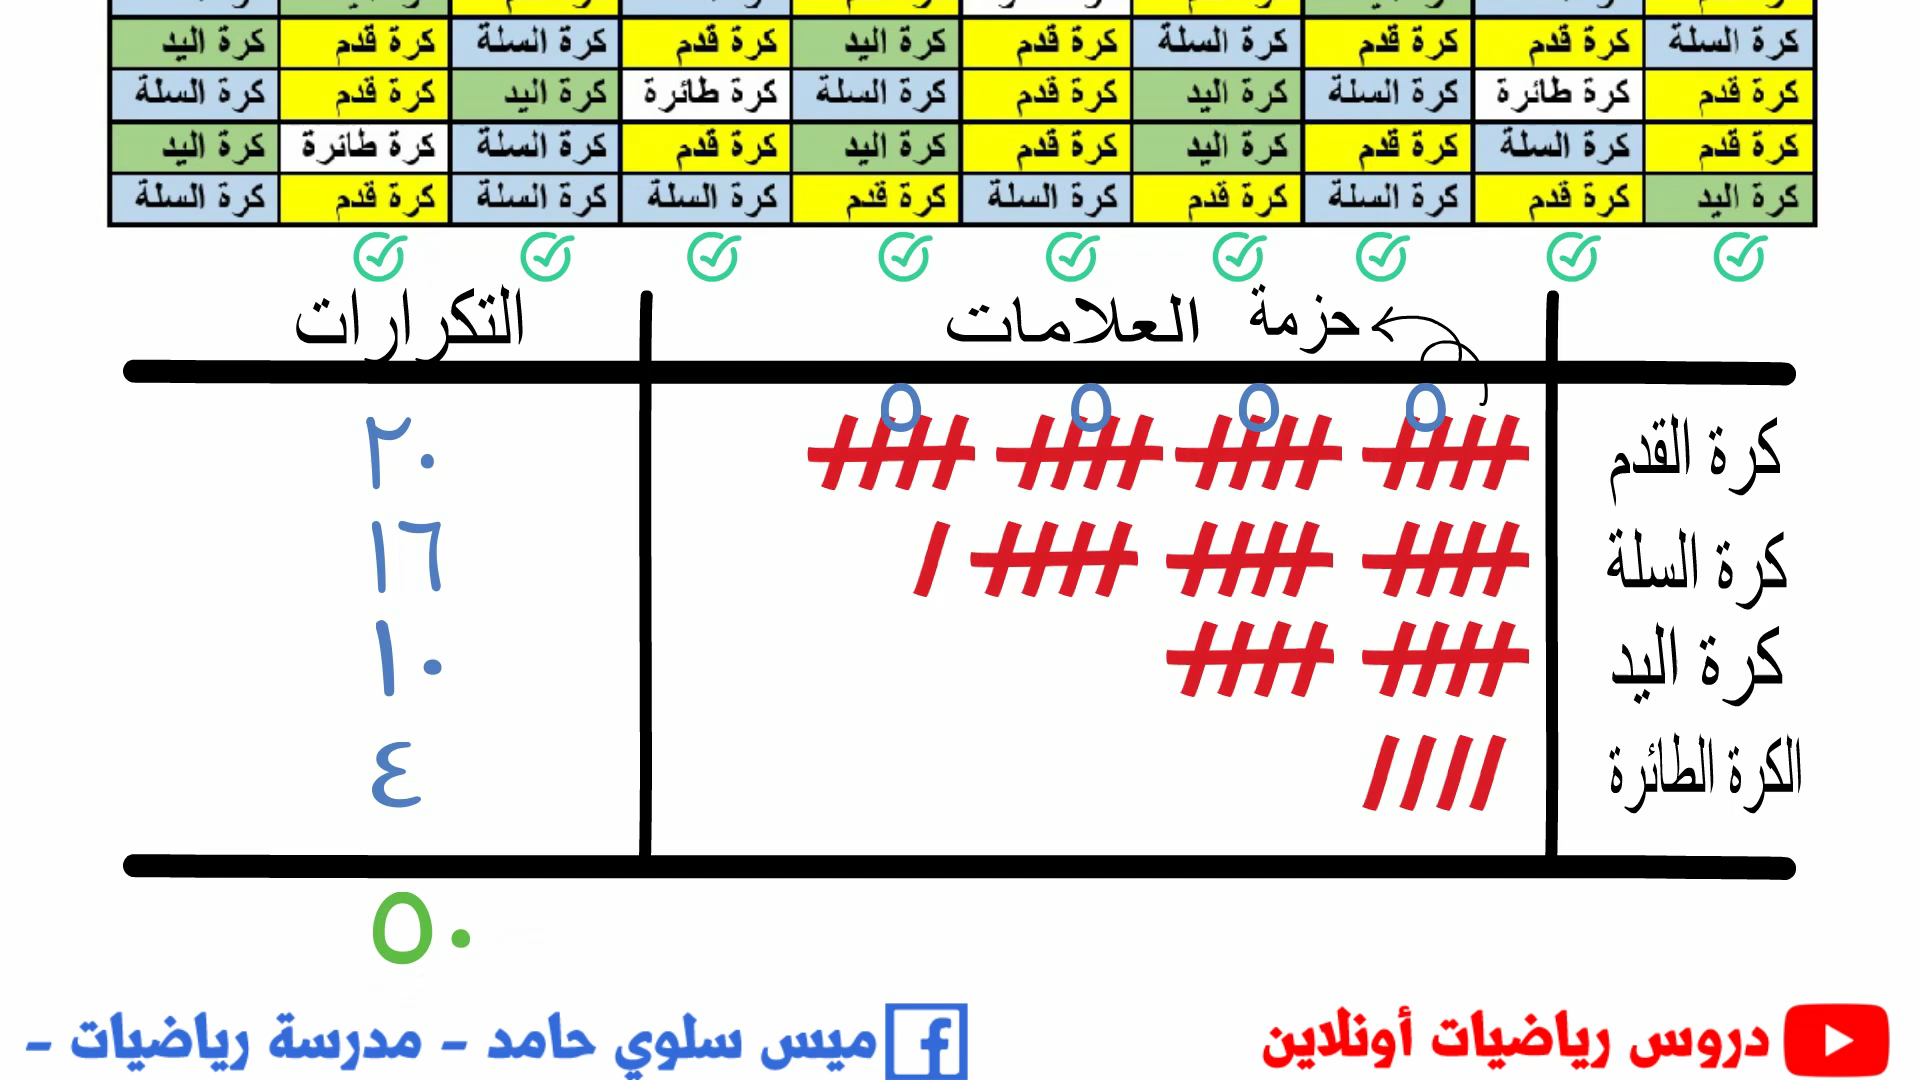 كرة السلة كرة قدم كرة قدم كرة السلة كرة قدم كرة اليد كرة قدم كرة السلة كرة قدم كرة اليد
كرة قدم كرة طائرة كرة السلة كرة اليد كرة قدم كرة السلة كرة طائرة كرة اليد كرة قدم كرة السلة
كرة قدم كرة السلة كرة قدم كرة اليد كرة قدم كرة اليد كرة قدم كرة السلة كرة طائرة كرة اليد
كرة اليد كرة قدم كرة السلة كرة قدم كرة السلة كرة قدم كرة السلة كرة السلة كرة قدم كرة السلة
حزمة العلامات التكرارات
٥ ٥ ٥ ٥
كرة القدم ٢٠
كرة السلة ١٦
كرة اليد ١٠
الكرة الطائرة ٤
٥٠
دروس رياضيات أونلاين
ميس سلوي حامد - مدرسة رياضيات -